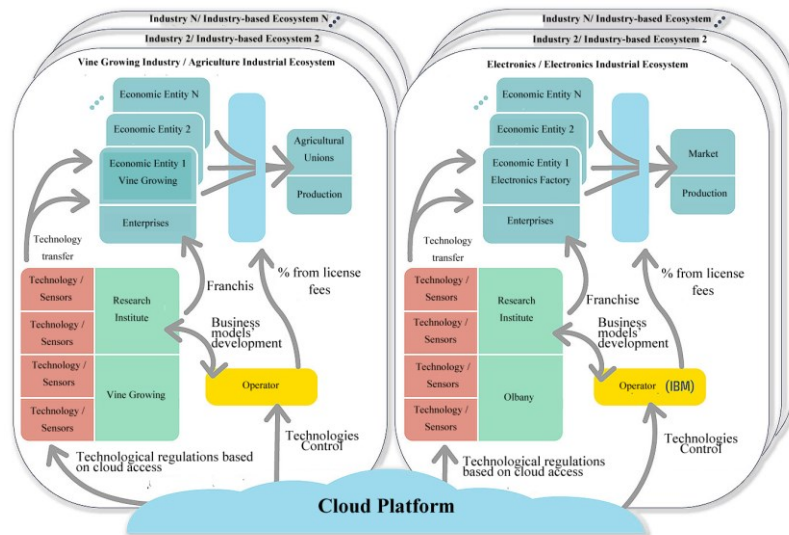 Industry N/ Industry-based Ecosystem N
Industry 2/ Industry-based Ecosystem 2
Vine Growing Industry / Agriculture Industrial Ecosystem
Economic Entity N
Economic Entity 2
Economic Entity 1
Vine Growing
Enterprises
Agricultural
Unions
Production
Technology
transfer
Technology /
Sensors
Technology /
Sensors
Technology /
Sensors
Technology /
Sensors
Research
Institute
Vine Growing
Franchis
Business
models'
development
% from license
fees
Operator
Technologies
Control
Technological regulations based
on cloud access
Industry N/ Industry-based Ecosystem
Industry 2/ Industry-based Ecosystem 2
Electronics / Electronics Industrial Ecosystem
Economic Entity N
Economic Entity 2
Economic Entity 1
Electronics Factory
Enterprises
Market
Production
Technology
transfer
Technology /
Sensors
Technology /
Sensors
Technology /
Sensors
Technology /
Sensors
Research
Institute
Olbany
Franchise
Business
models'
development
% from license
fees
Operator (IBM)
Technologies
Control
Technological regulations
based on cloud access
Cloud Platform